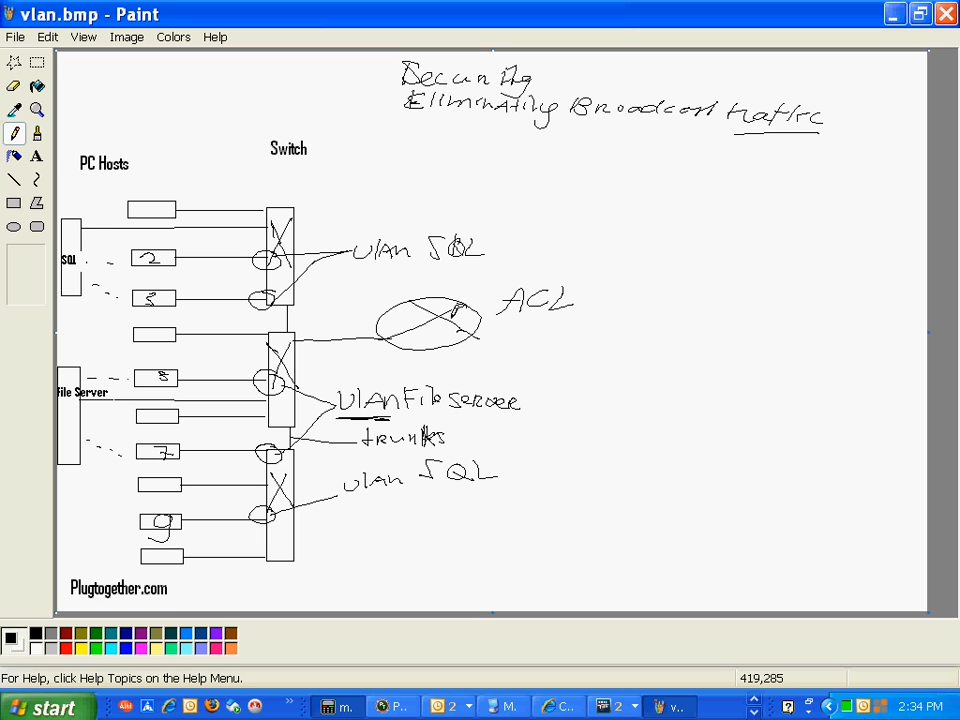 vlan.bmp - Paint
File Edit View Image Colors Help
Securing
Eliminating Broadcast traffic
Switch
PC Hosts
SQL
2
vlan SQL
3
ACL
File Server
vlan File Server
7
trunks
vlan SQL
9
Plugtogether.com
For Help, click Help Topics on the Help Menu.
419,285
start
m.
P..
2
M.
C..
2
v..
2:34 PM